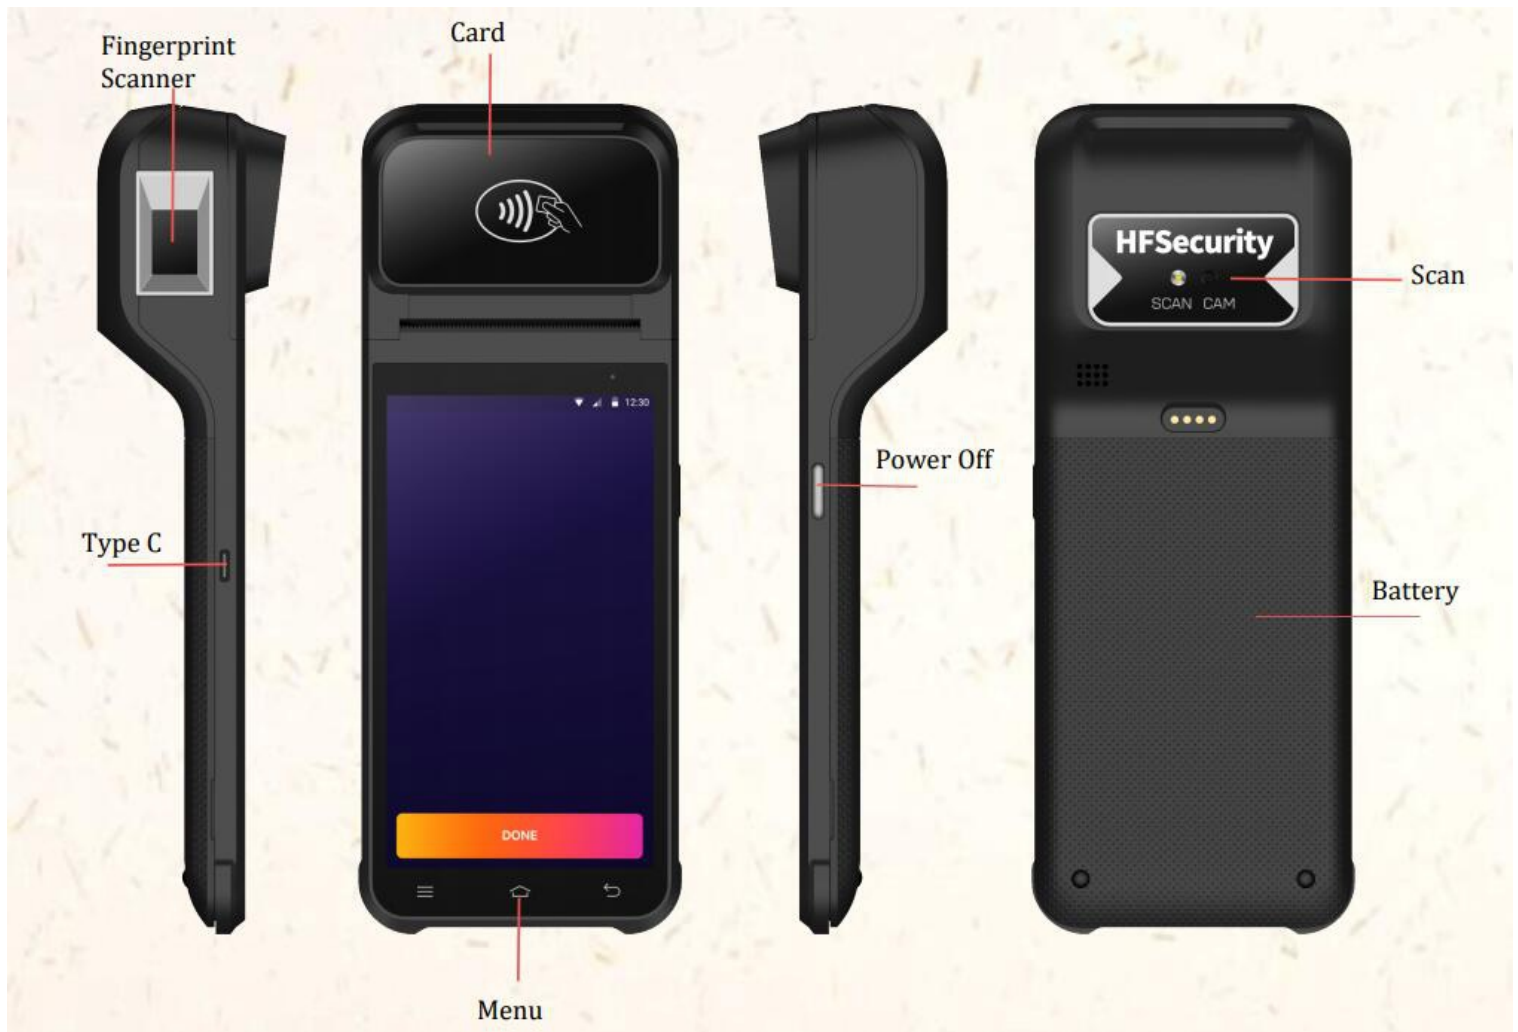 Fingerprint
Scanner
Card
HFSecurity
SCAN CAM
Scan
12:30
Power Off
Type C
Battery
DONE
Menu